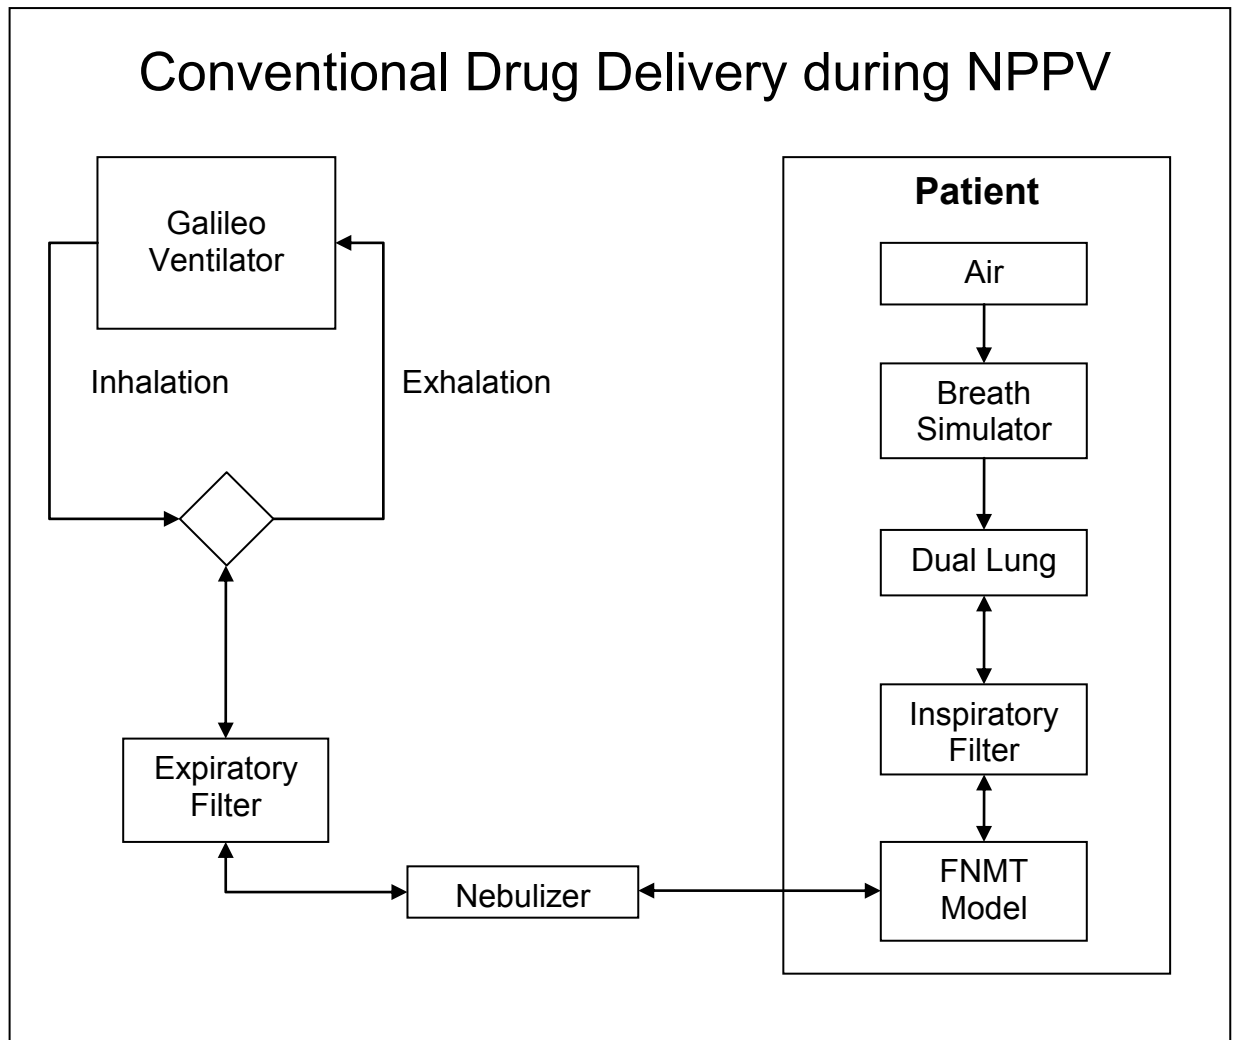 Conventional Drug Delivery during NPPV
Galileo
Ventilator
Inhalation
Exhalation
Expiratory
Filter
Nebulizer
Patient
Air
Breath
Simulator
Dual Lung
Inspiratory
Filter
FNMT
Model